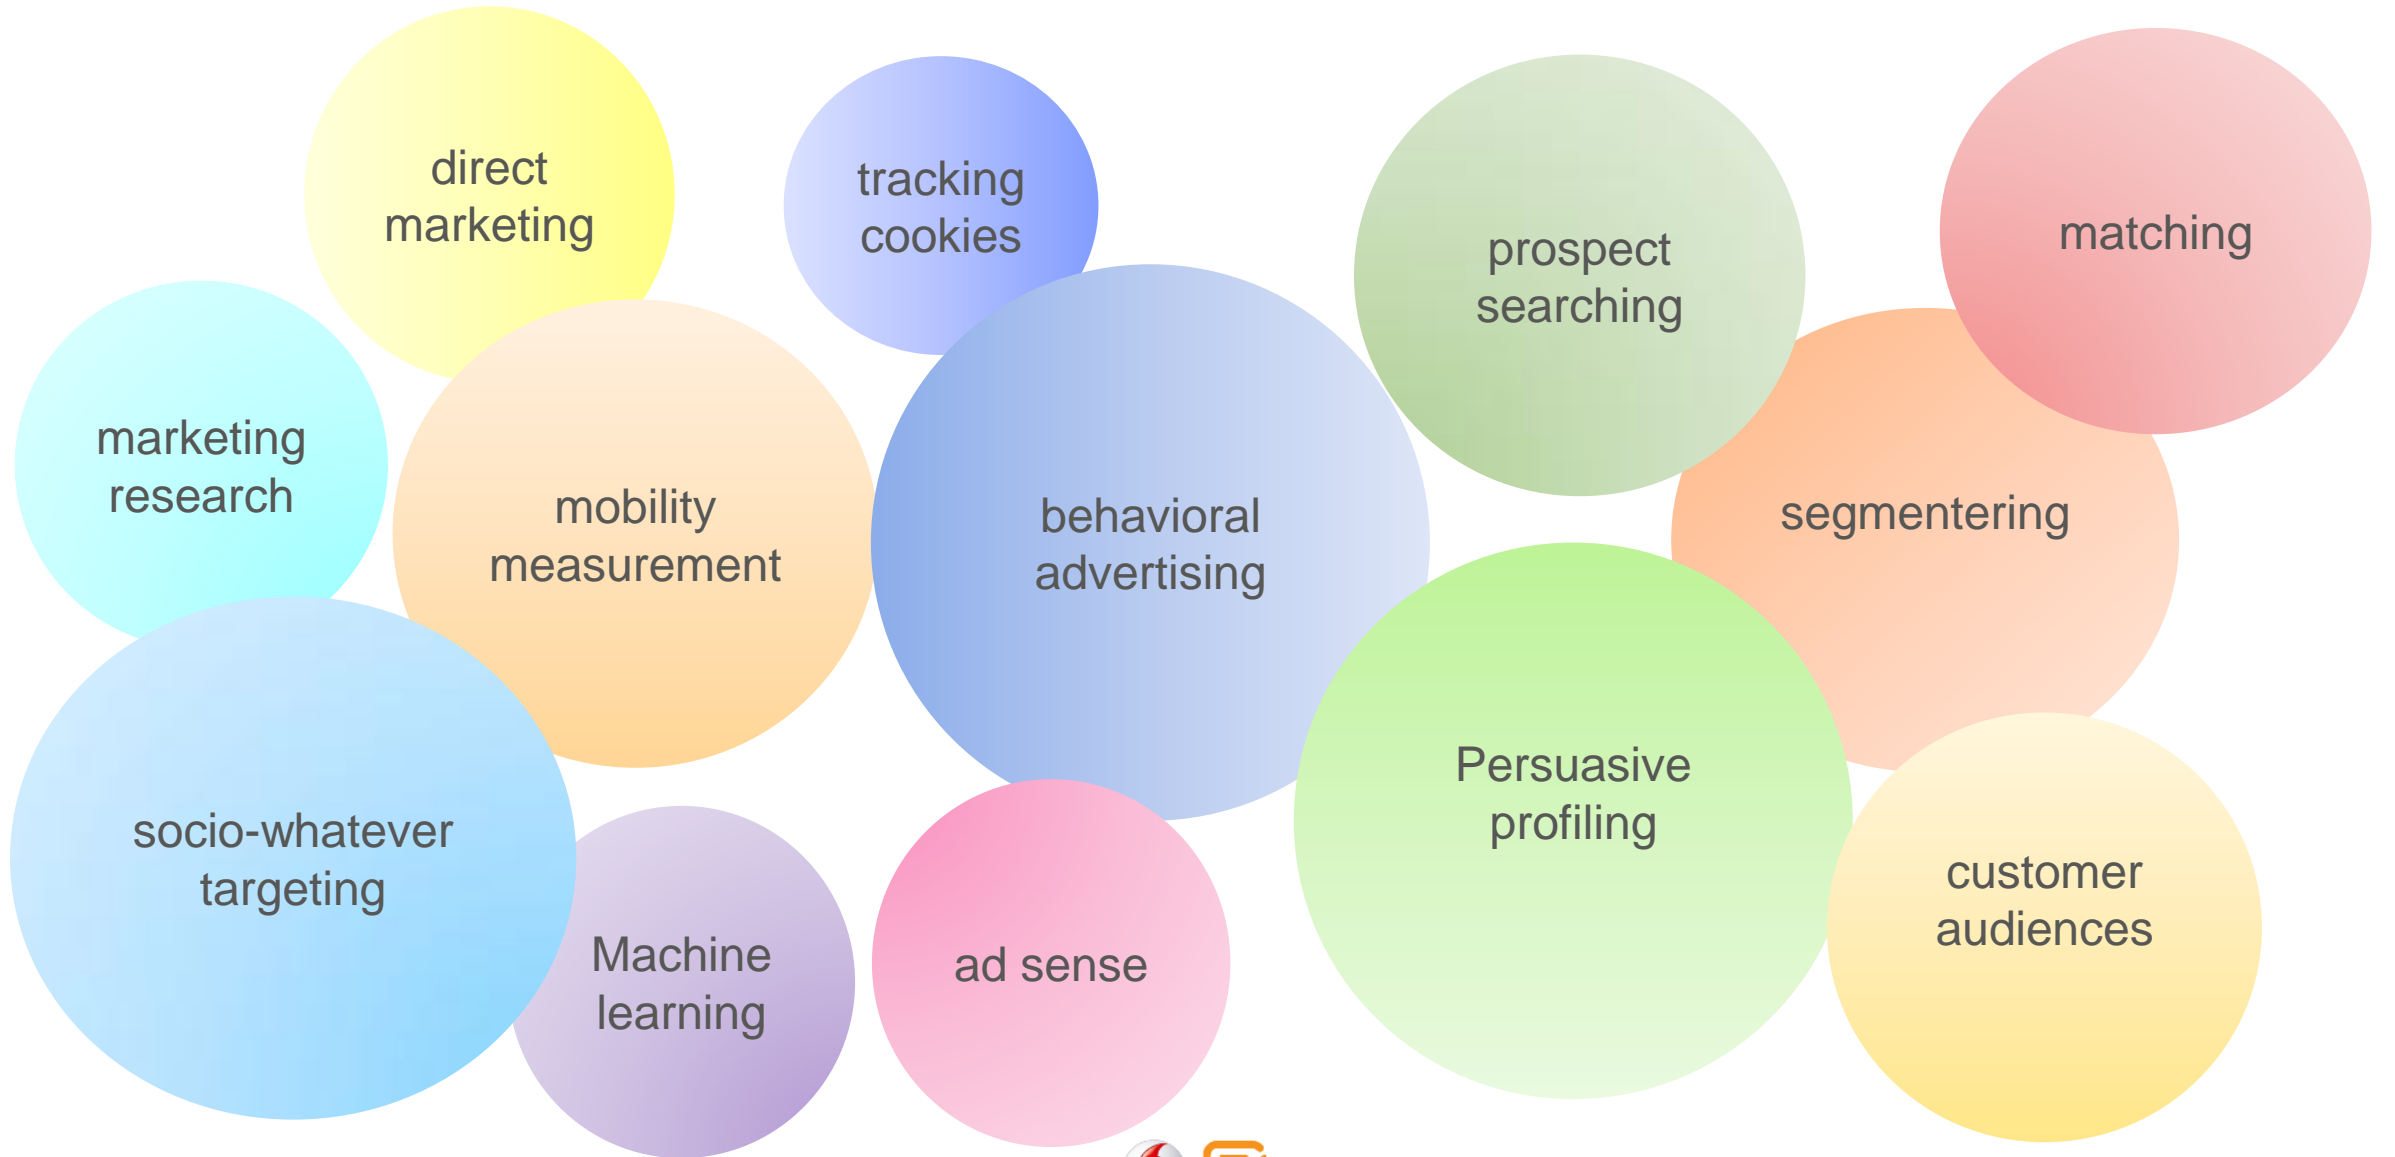 direct
marketing
tracking
cookies
prospect
searching
matching
marketing
research
mobility
measurement
behavioral
advertising
segmentering
Persuasive
profiling
socio-whatever
targeting
customer
audiences
Machine
learning
ad sense